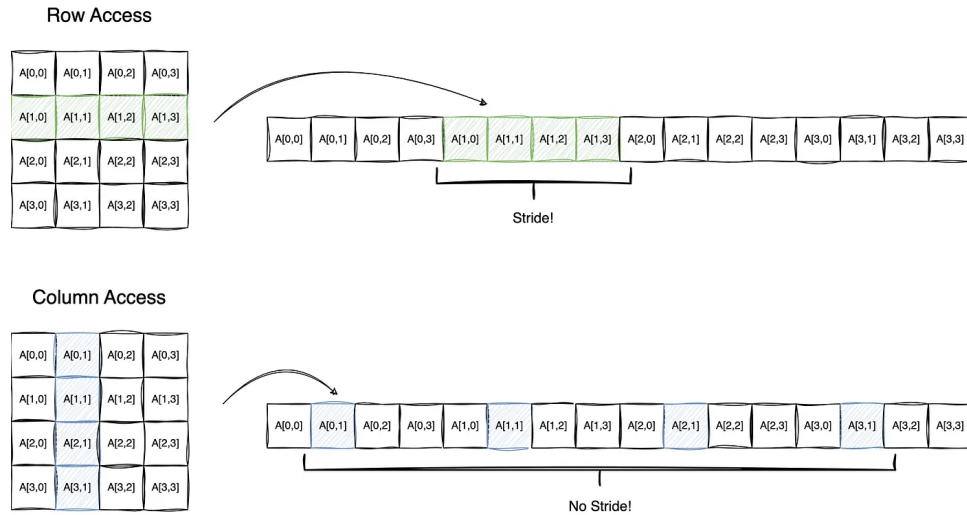 Row Access
A[0,0] A[0,1] A[0,2] A[0,3]
A[1,0] A[1,1] A[1,2] A[1,3]
A[2,0] A[2,1] A[2,2] A[2,3]
A[3,0] A[3,1] A[3,2] A[3,3]
A[0,0] A[0,1] A[0,2] A[0,3] A[1,0] A[1,1] A[1,2] A[1,3] A[2,0] A[2,1] A[2,2] A[2,3] A[3,0] A[3,1] A[3,2] A[3,3]
Stride!
Column Access
A[0,0] A[0,1] A[0,2] A[0,3]
A[1,0] A[1,1] A[1,2] A[1,3]
A[2,0] A[2,1] A[2,2] A[2,3]
A[3,0] A[3,1] A[3,2] A[3,3]
A[0,0] A[0,1] A[0,2] A[0,3] A[1,0] A[1,1] A[1,2] A[1,3] A[2,0] A[2,1] A[2,2] A[2,3] A[3,0] A[3,1] A[3,2] A[3,3]
No Stride!